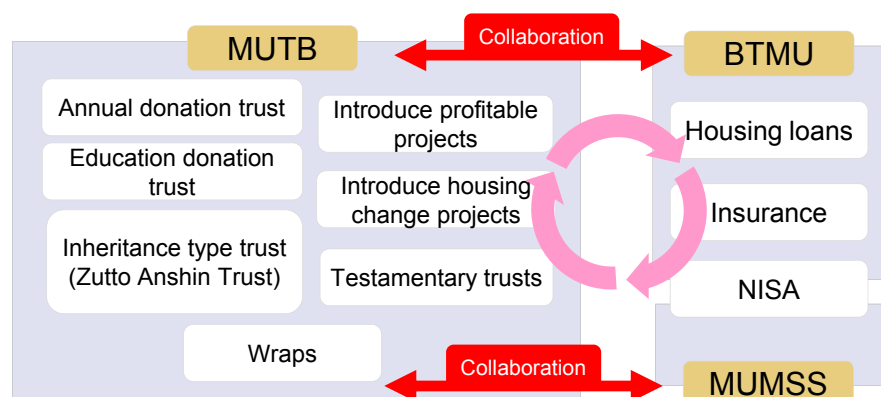 Collaboration
MUTB
BTMU
Annual donation trust
Education donation
trust
Inheritance type trust
(Zutto Anshin Trust)
Wraps
Introduce profitable
projects
Introduce housing
change projects
Testamentary trusts
Housing loans
Insurance
NISA
Collaboration
MUMSS